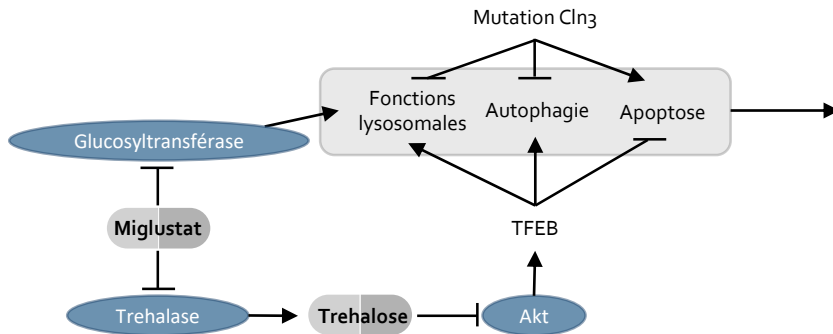 Mutation Cln3
Fonctions
lysosomales
Autophagie
Apoptose
Glucosyltransférase
Miglustat
TFEB
Trehalase
Trehalose
Akt